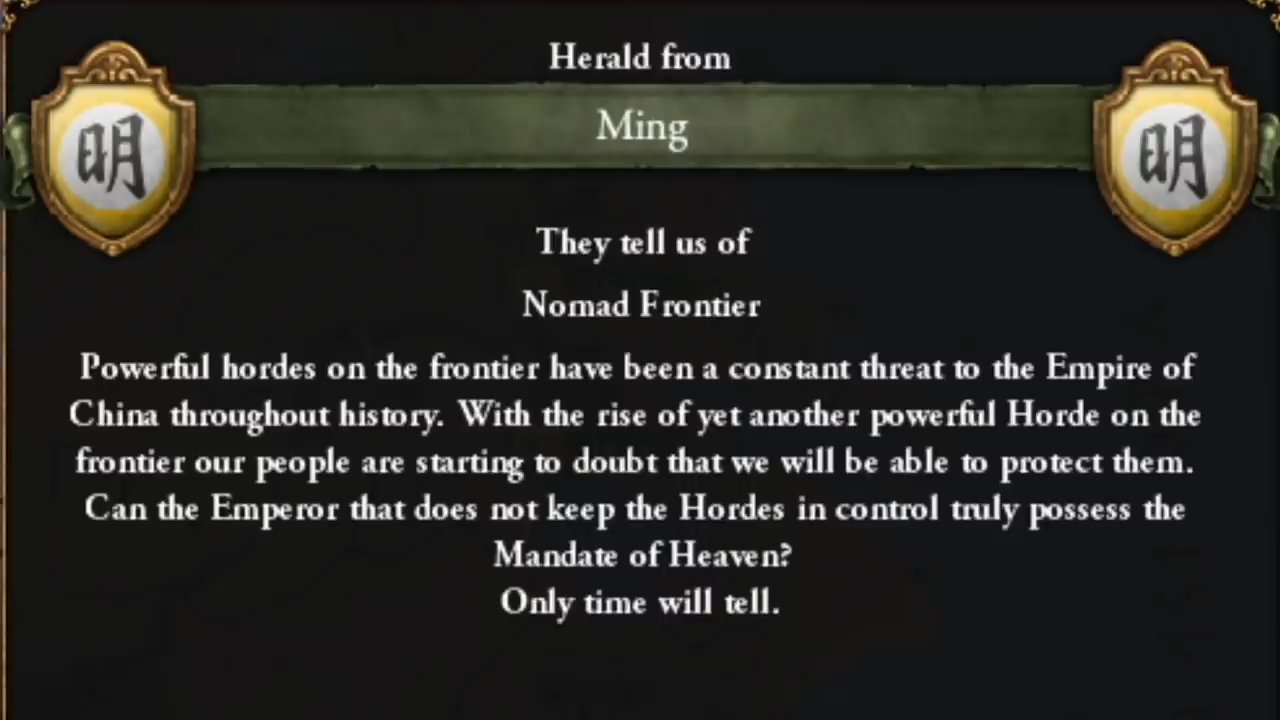 Herald from
明 Ming 明
They tell us of
Nomad Frontier
Powerful hordes on the frontier have been a constant threat to the Empire of
China throughout history. With the rise of yet another powerful Horde on the
frontier our people are starting to doubt that we will be able to protect them.
Can the Emperor that does not keep the Hordes in control truly possess the
Mandate of Heaven?
Only time will tell.